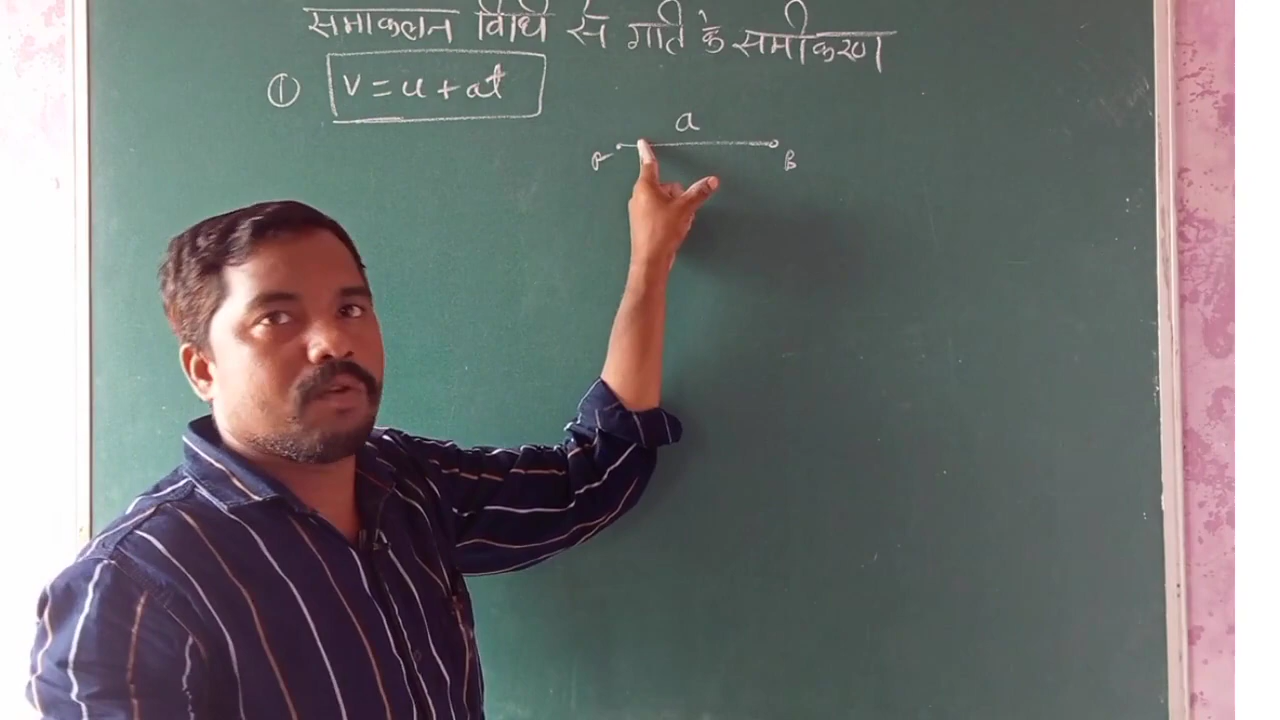 समाकलन विधि से गति के समीकरण
① v = u + at
a
A B